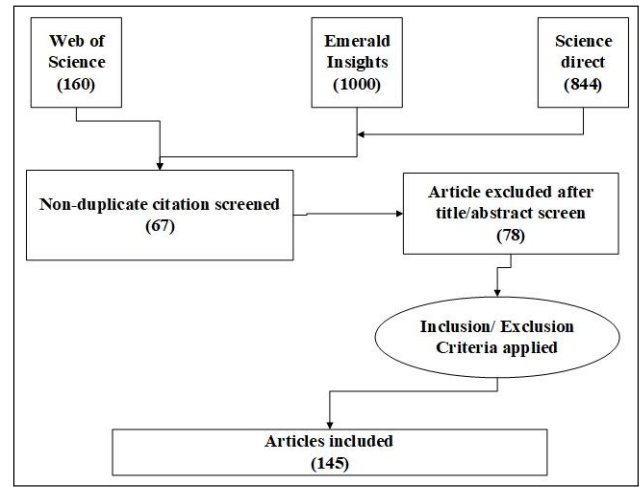 Web of
Science
(160)
Emerald
Insights
(1000)
Science
direct
(844)
Non-duplicate citation screened
(67)
Article excluded after
title/abstract screen
(78)
Inclusion/ Exclusion
Criteria applied
Articles included
(145)